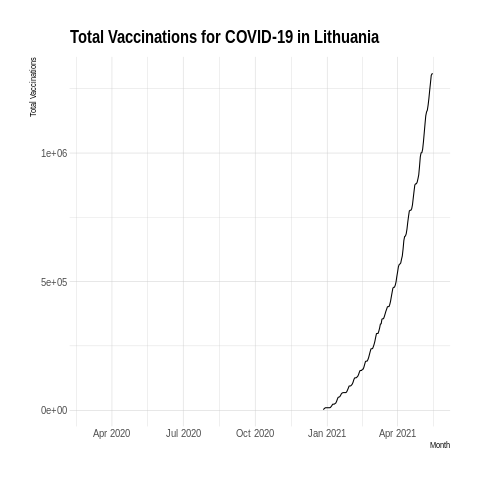 Total Vaccinations for COVID-19 in Lithuania
Total Vaccinations
1e+06
5e+05
0e+00
Apr 2020 Jul 2020 Oct 2020 Jan 2021 Apr 2021
Month